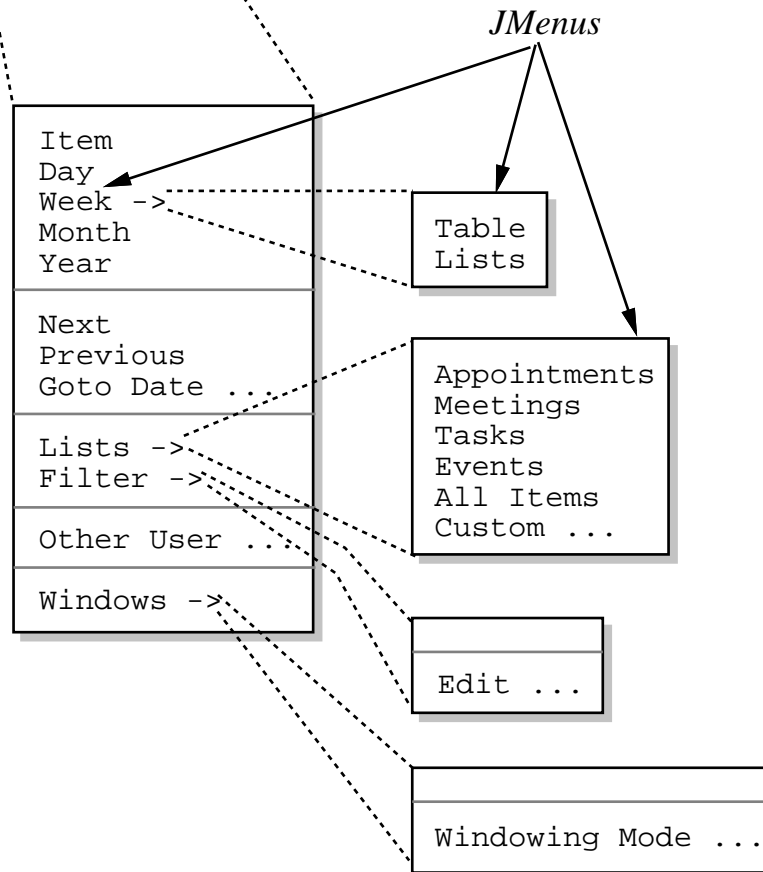 JMenus
Item
Day
Week ->
Month
Year
Next
Previous
Goto Date ...
Lists ->
Filter ->
Other User ...
Windows ->
Table
Lists
Appointments
Meetings
Tasks
Events
All Items
Custom ...
Edit ...
Windowing Mode ...